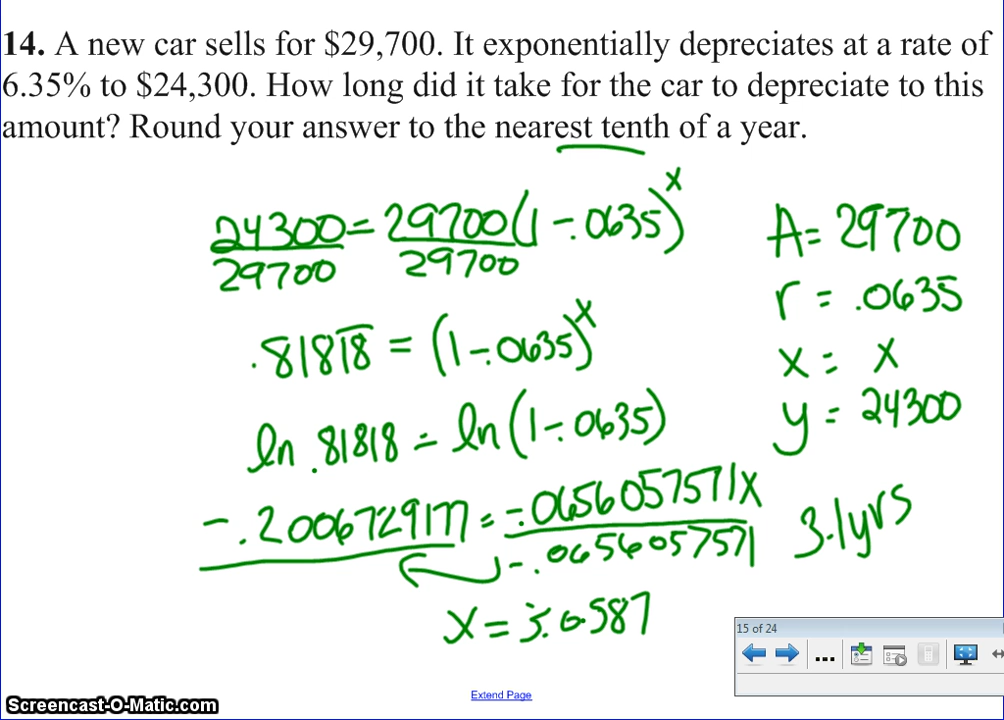 14. A new car sells for $29,700. It exponentially depreciates at a rate of
6.35% to $24,300. How long did it take for the car to depreciate to this
amount? Round your answer to the nearest tenth of a year.
24300 = 29700(1-.0635)^x
29700 29700
A= 29700
r = .0635
x = x
y = 24300
.81818 = (1-.0635)^x
ln .81818 = ln(1-.0635)
-.2006729177 = -.0656057571x
-.0656057571
3.1yrs
x = 3.0587
15 of 24
...
Extend Page
Screencast-O-Matic.com